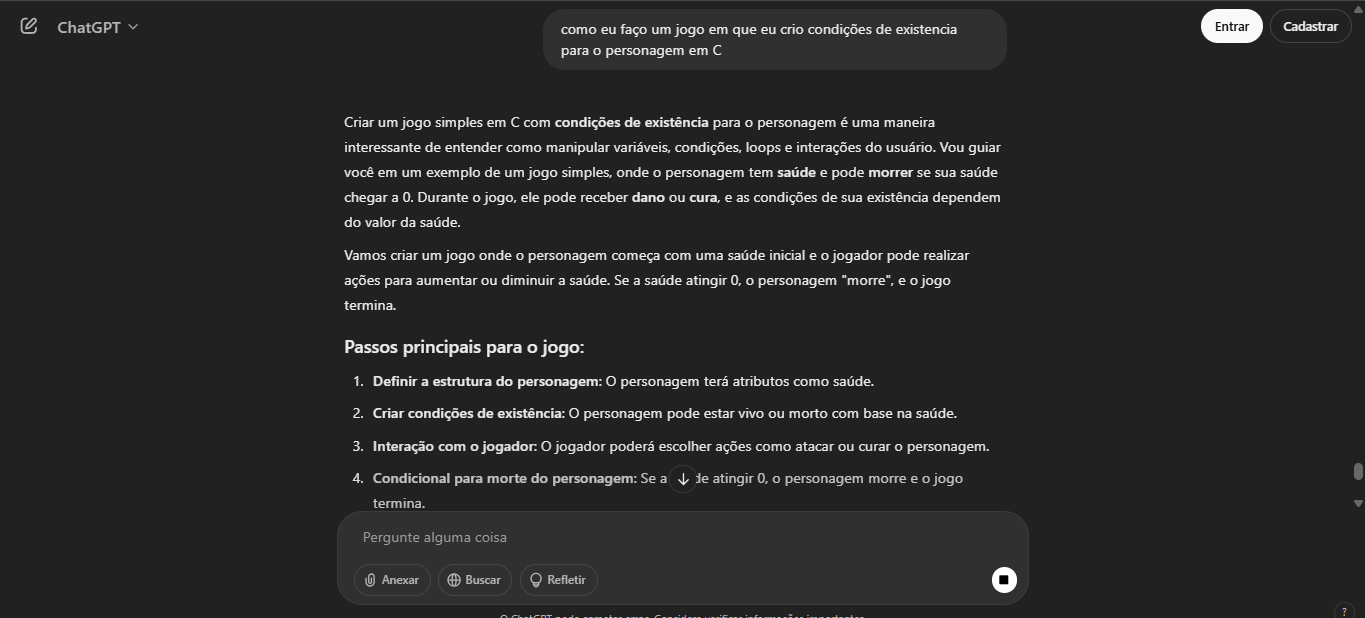 ChatGPT
como eu faço um jogo em que eu crio condições de existencia
para o personagem em C
Entrar
Cadastrar
Criar um jogo simples em C com condições de existência para o personagem é uma maneira
interessante de entender como manipular variáveis, condições, loops e interações do usuário. Vou guiar
você em um exemplo de um jogo simples, onde o personagem tem saúde e pode morrer se sua saúde
chegar a 0. Durante o jogo, ele pode receber dano ou cura, e as condições de sua existência dependem
do valor da saúde.
Vamos criar um jogo onde o personagem começa com uma saúde inicial e o jogador pode realizar
ações para aumentar ou diminuir a saúde. Se a saúde atingir 0, o personagem "morre", e o jogo
termina.
Passos principais para o jogo:
1. Definir a estrutura do personagem: O personagem terá atributos como saúde.
2. Criar condições de existência: O personagem pode estar vivo ou morto com base na saúde.
3. Interação com o jogador: O jogador poderá escolher ações como atacar ou curar o personagem.
4. Condicional para morte do personagem: Se a de atingir 0, o personagem morre e o jogo
termina.
Pergunte alguma coisa
Anexar
Buscar
Refletir
O ChatGPT pode cometer erros. Considere verificar informações importantes.
?